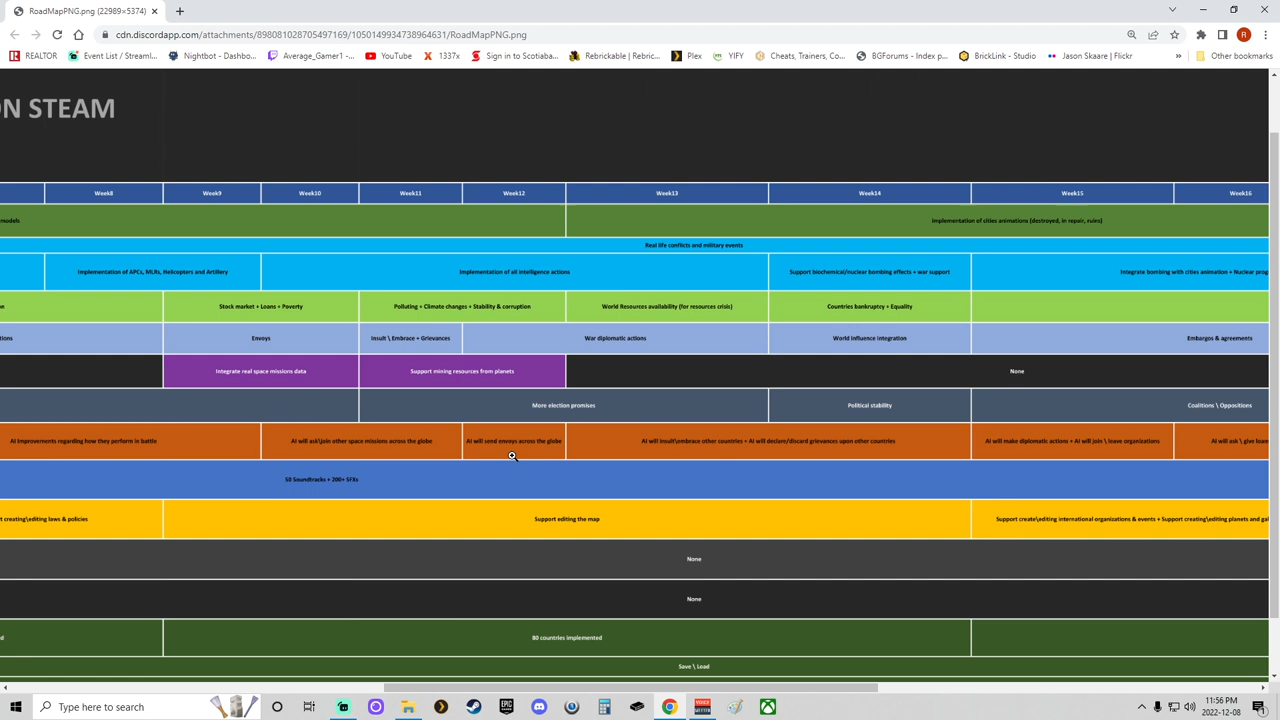 RoadMapPNG.png (22989×5374)
cdn.discordapp.com/attachments/898081028705497169/1050149934738964631/RoadMapPNG.png
REALTOR
Event List / Streaml...
Nightbot - Dashbo...
Average_Gamer1 -...
YouTube
1337x
Sign in to Scotiaba...
Rebrickable | Rebric...
Plex
YIFY
Cheats, Trainers, Co...
BGForums - Index p...
BrickLink - Studio
Jason Skaare | Flickr
Other bookmarks
ON STEAM
Week8 Week9 Week10 Week11 Week12 Week13 Week14 Week15 Week16
models
implementation of cities animations (destroyed, in repair, ruins)
Real life conflicts and military events
Implementation of APCs, MLRs, Helicopters and Artillery
Implementation of all intelligence actions
Support biochemical/nuclear bombing effects + war support
Integrate bombing with cities animation + Nuclear prog
on
Stock market + Loans + Poverty
Polluting + Climate changes + Stability & corruption
World Resources availability (for resources crisis)
Countries bankruptcy + Equality
tions
Envoys
Insult \ Embrace + Grievances
War diplomatic actions
World influence integration
Embargos & agreements
Integrate real space missions data
Support mining resources from planets
None
More election promises
Political stability
Coalitions \ Oppositions
AI Improvements regarding how they perform in battle
AI will ask\join other space missions across the globe
AI will send envoys across the globe
AI will insult\embrace other countries + AI will declare/discard grievances upon other countries
AI will make diplomatic actions + AI will join \ leave organizations
AI will ask \ give loans
50 Soundtracks + 200+ SFXs
t creating\editing laws & policies
Support editing the map
Support create\editing international organizations & events + Support creating\editing planets and gal
None
None
d
80 countries implemented
Save \ Load
Type here to search
11:56 PM
2022-12-08